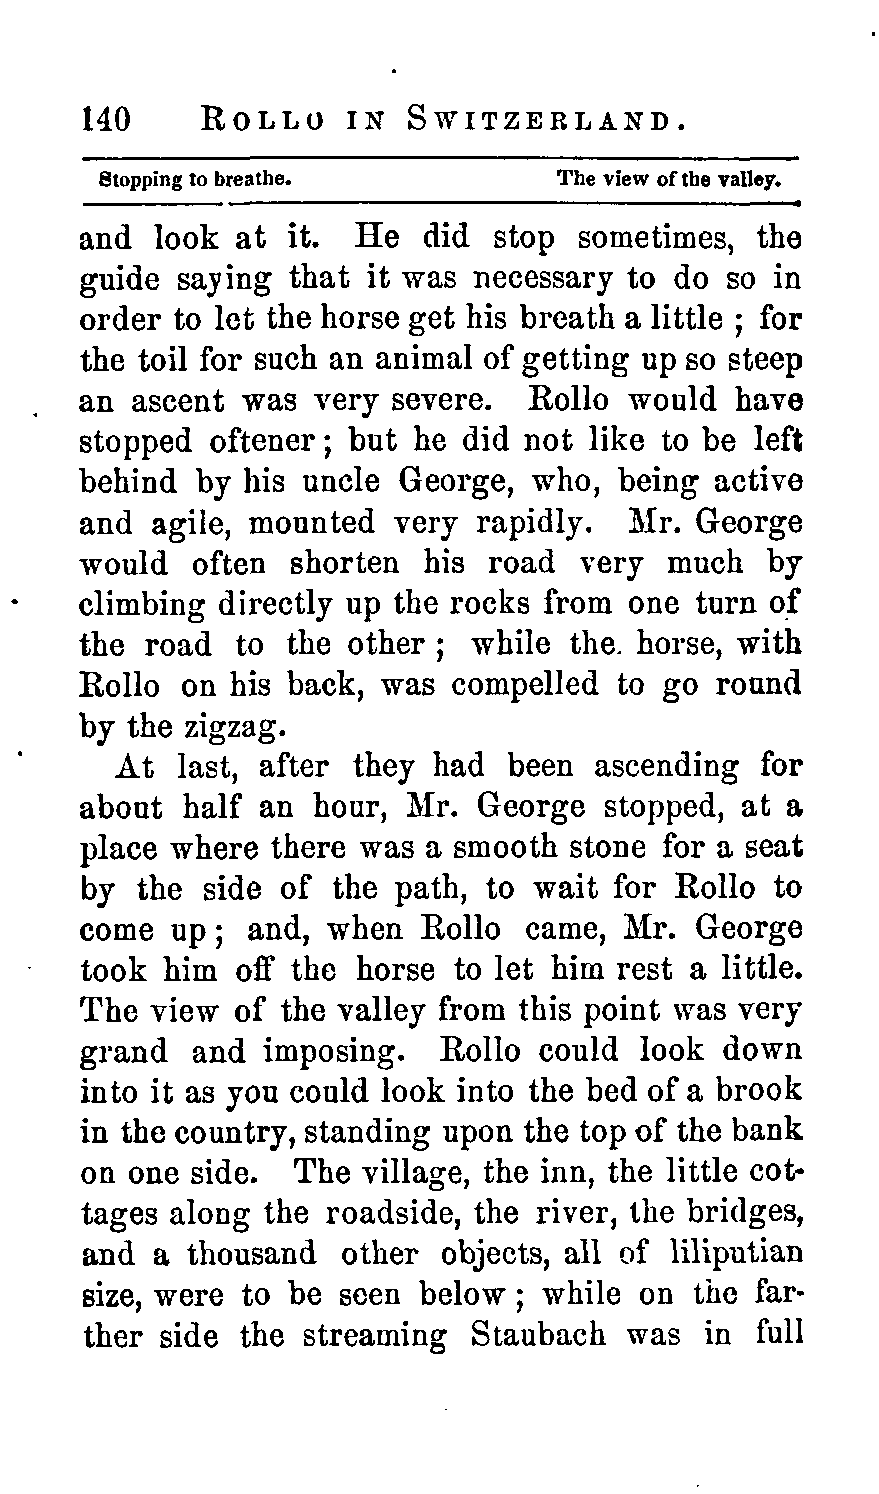 140 ROLLO IN SWITZERLAND.
Stopping to breathe. The view of the valley.
and look at it. He did stop sometimes, the
guide saying that it was necessary to do so in
order to let the horse get his breath a little ; for
the toil for such an animal of getting up so steep
an ascent was very severe. Rollo would have
stopped oftener ; but he did not like to be left
behind by his uncle George, who, being active
and agile, mounted very rapidly. Mr. George
would often shorten his road very much by
climbing directly up the rocks from one turn of
the road to the other ; while the horse, with
Rollo on his back, was compelled to go round
by the zigzag.
At last, after they had been ascending for
about half an hour, Mr. George stopped, at a
place where there was a smooth stone for a seat
by the side of the path, to wait for Rollo to
come up ; and, when Rollo came, Mr. George
took him off the horse to let him rest a little.
The view of the valley from this point was very
grand and imposing. Rollo could look down
into it as you could look into the bed of a brook
in the country, standing upon the top of the bank
on one side. The village, the inn, the little cot-
tages along the roadside, the river, the bridges,
and a thousand other objects, all of liliputian
size, were to be seen below ; while on the far-
ther side the streaming Staubach was in full